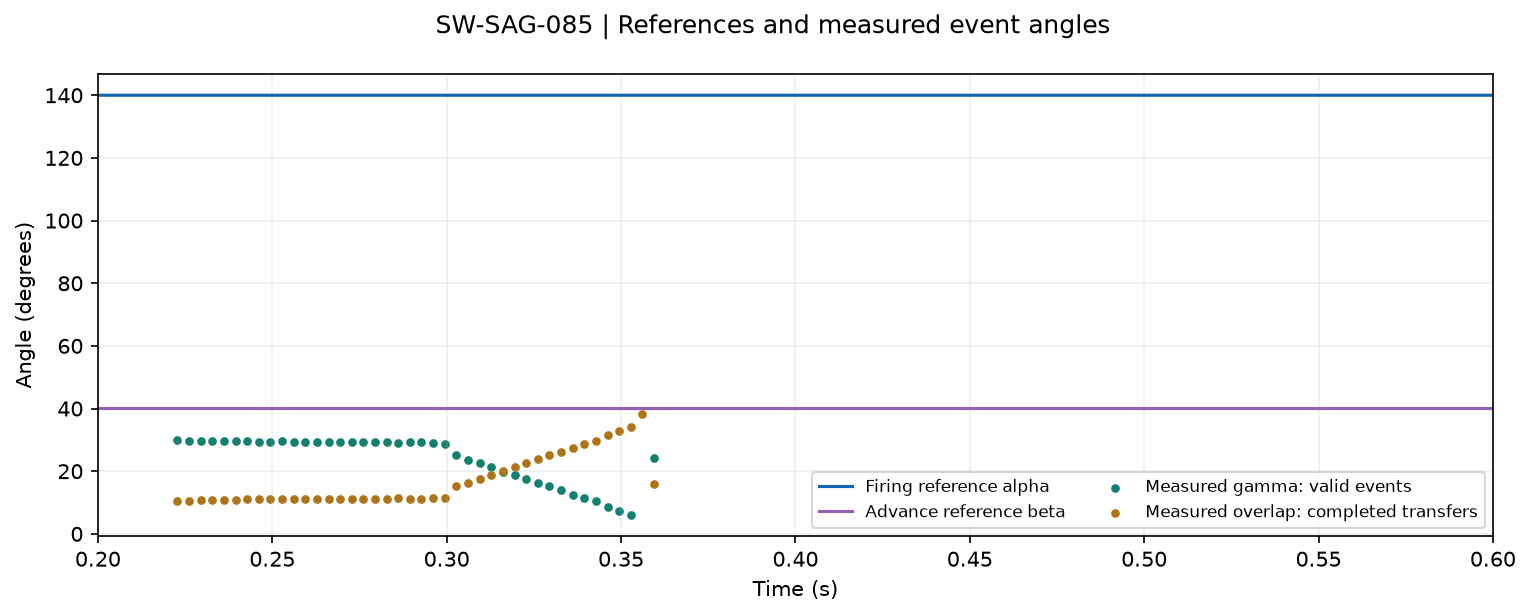 SW-SAG-085 | References and measured event angles
Angle (degrees)
140
120
100
80
60
40
20
0
Firing reference alpha
Advance reference beta
Measured gamma: valid events
Measured overlap: completed transfers
0.20 0.25 0.30 0.35 0.40 0.45 0.50 0.55 0.60
Time (s)